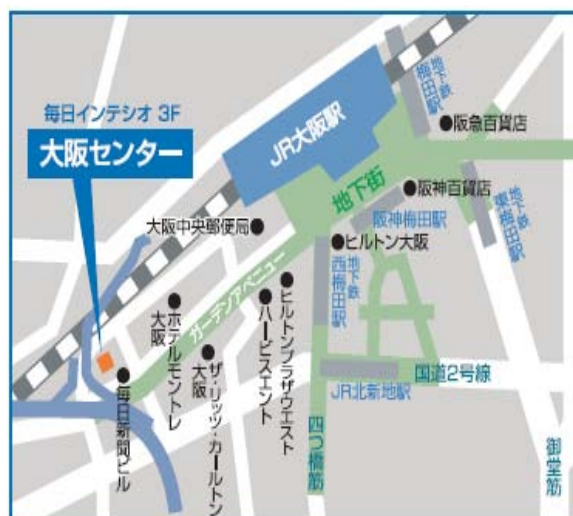 毎日インテシオ 3F
大阪センター
JR大阪駅
地下鉄
梅田駅
阪急百貨店
地下街
阪神百貨店
阪神梅田駅
地下鉄
東梅田駅
大阪中央郵便局
ヒルトン大阪
地下鉄
西梅田駅
ガーデンアベニュー
ヒルトンプラザウエスト
ハービスエント
ザ・リッツ・カールトン
大阪
ホテルモントレ
大阪
毎日新聞ビル
国道2号線
JR北新地駅
四つ橋筋
御堂筋